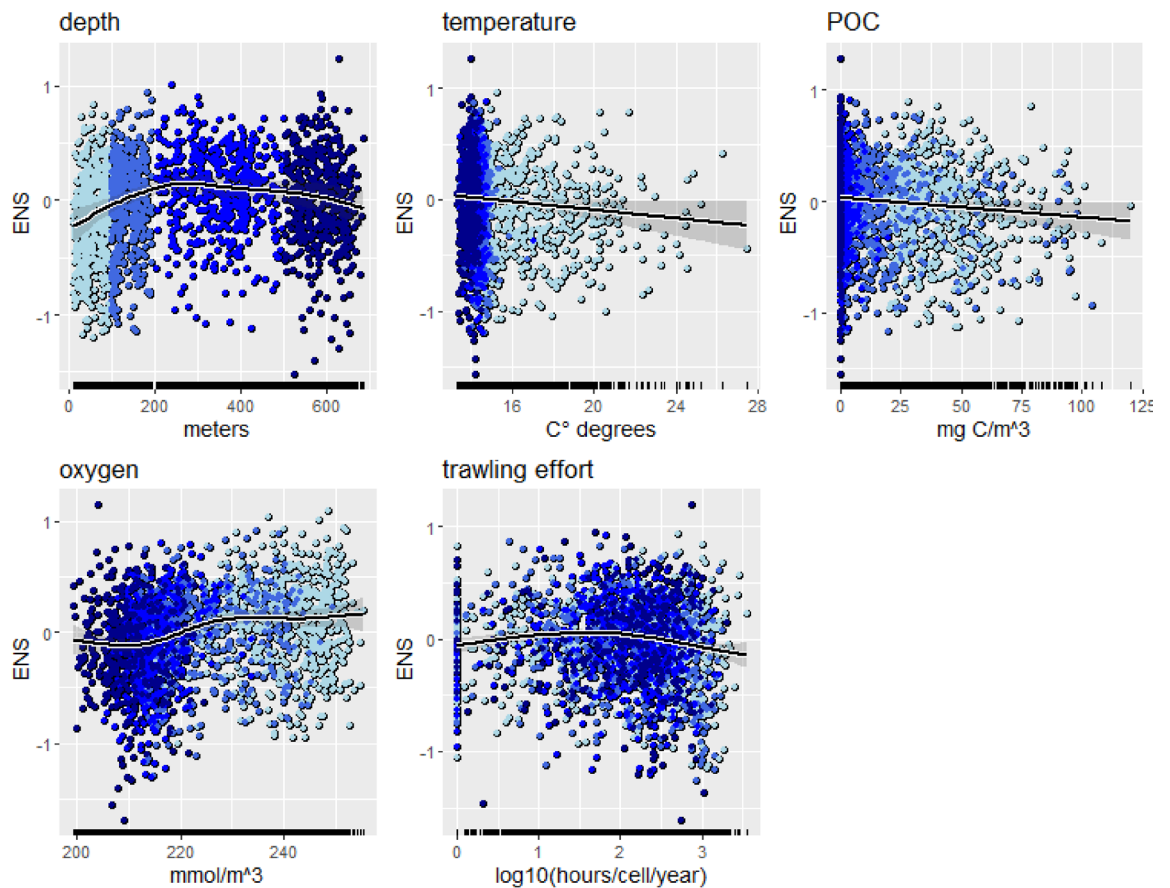 depth
ENS
1
0
-1
0 200 400 600
meters
temperature
ENS
1
0
-1
16 20 24 28
C° degrees
POC
ENS
1
0
-1
0 25 50 75 100 125
mg C/m^3
oxygen
ENS
1
0
-1
200 220 240
mmol/m^3
trawling effort
ENS
1
0
-1
0 1 2 3
log10(hours/cell/year)